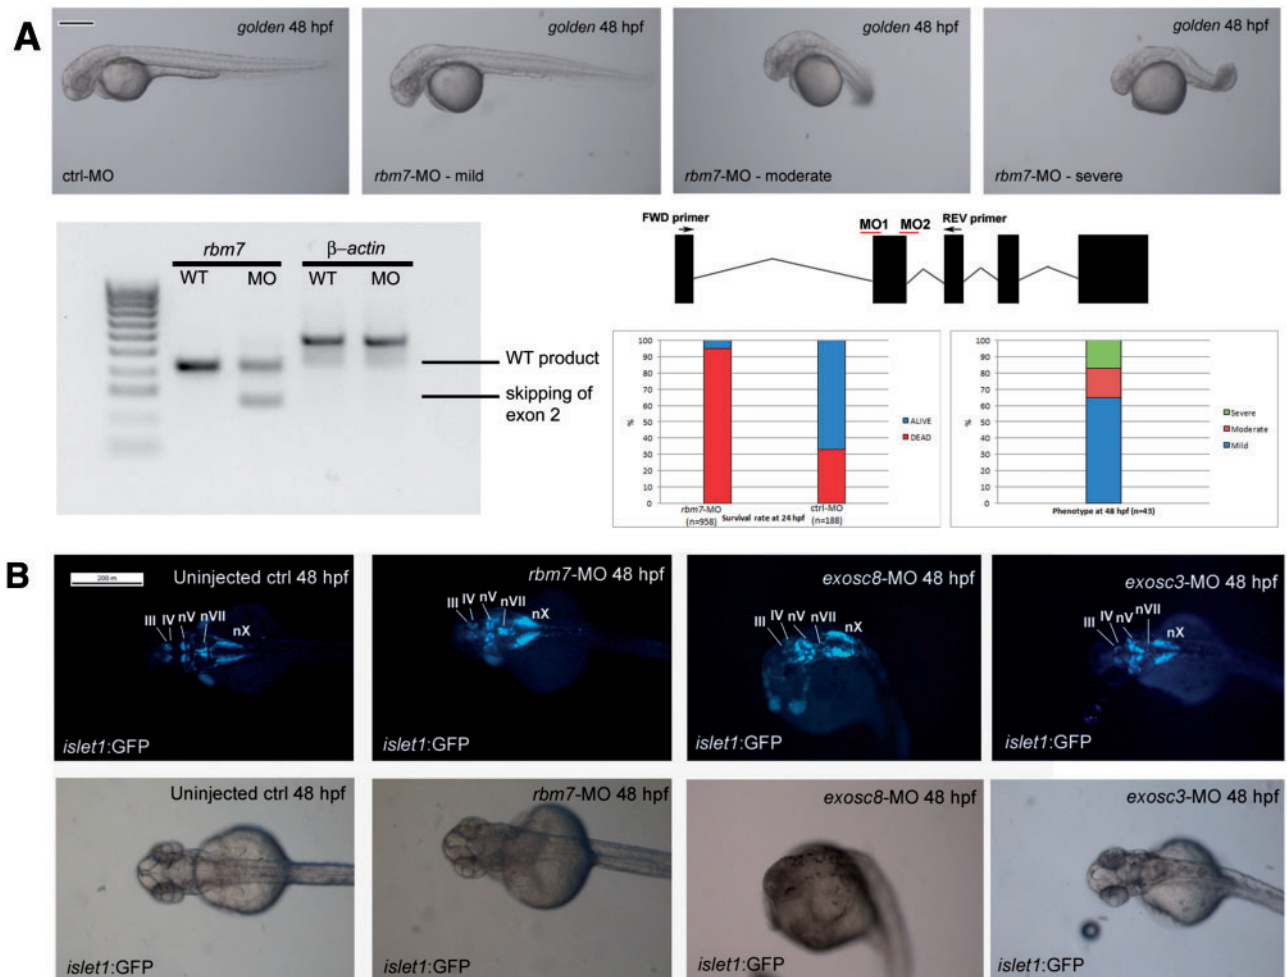 A
golden 48 hpf
ctrl-MO
golden 48 hpf
rbm7-MO - mild
golden 48 hpf
rbm7-MO - moderate
golden 48 hpf
rbm7-MO - severe
rbm7
β-actin
WT MO WT MO
WT product
skipping of
exon 2
FWD primer
MO1
MO2
REV primer
100
90
80
70
60
50
40
30
20
10
0
%
ALIVE
DEAD
rbm7-MO
(n=958)
Survival rate at 24 hpf
ctrl-MO
(n=188)
100
90
80
70
60
50
40
30
20
10
0
%
Severe
Moderate
Mild
Phenotype at 48 hpf (n=43)
B
200 m
Uninjected ctrl 48 hpf
III IV nV nVII nX
islet1:GFP
rbm7-MO 48 hpf
III IV nV nVII nX
islet1:GFP
exosc8-MO 48 hpf
III IV nV nVII nX
islet1:GFP
exosc3-MO 48 hpf
III IV nV nVII nX
islet1:GFP
Uninjected ctrl 48 hpf
islet1:GFP
rbm7-MO 48 hpf
islet1:GFP
exosc8-MO 48 hpf
islet1:GFP
exosc3-MO 48 hpf
islet1:GFP